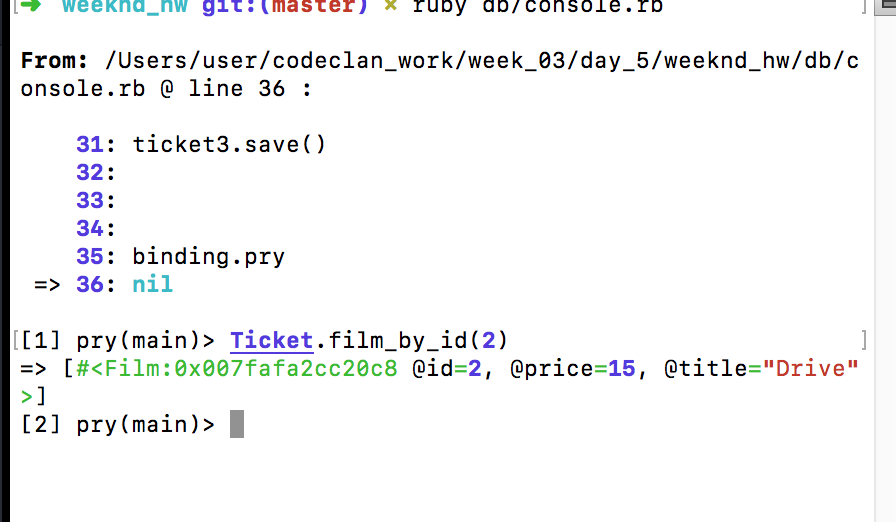 [➜ weeknd_hw git:(master) ✗ ruby db/console.rb ]
From: /Users/user/codeclan_work/week_03/day_5/weeknd_hw/db/c
onsole.rb @ line 36 :
31: ticket3.save()
32:
33:
34:
35: binding.pry
=> 36: nil
[[1] pry(main)> Ticket.film_by_id(2) ]
=> [#<Film:0x007fafa2cc20c8 @id=2, @price=15, @title="Drive"
>]
[2] pry(main)>